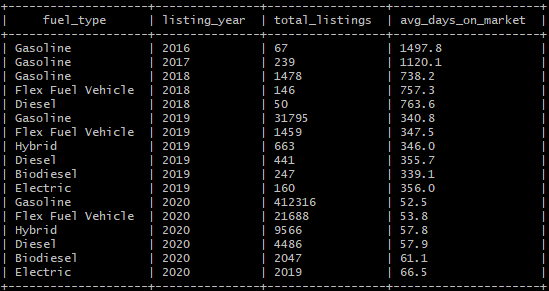 fuel_type | listing_year | total_listings | avg_days_on_market
Gasoline | 2016 | 67 | 1497.8
Gasoline | 2017 | 239 | 1120.1
Gasoline | 2018 | 1478 | 738.2
Flex Fuel Vehicle | 2018 | 146 | 757.3
Diesel | 2018 | 50 | 763.6
Gasoline | 2019 | 31795 | 340.8
Flex Fuel Vehicle | 2019 | 1459 | 347.5
Hybrid | 2019 | 663 | 346.0
Diesel | 2019 | 441 | 355.7
Biodiesel | 2019 | 247 | 339.1
Electric | 2019 | 160 | 356.0
Gasoline | 2020 | 412316 | 52.5
Flex Fuel Vehicle | 2020 | 21688 | 53.8
Hybrid | 2020 | 9566 | 57.8
Diesel | 2020 | 4486 | 57.9
Biodiesel | 2020 | 2047 | 61.1
Electric | 2020 | 2019 | 66.5